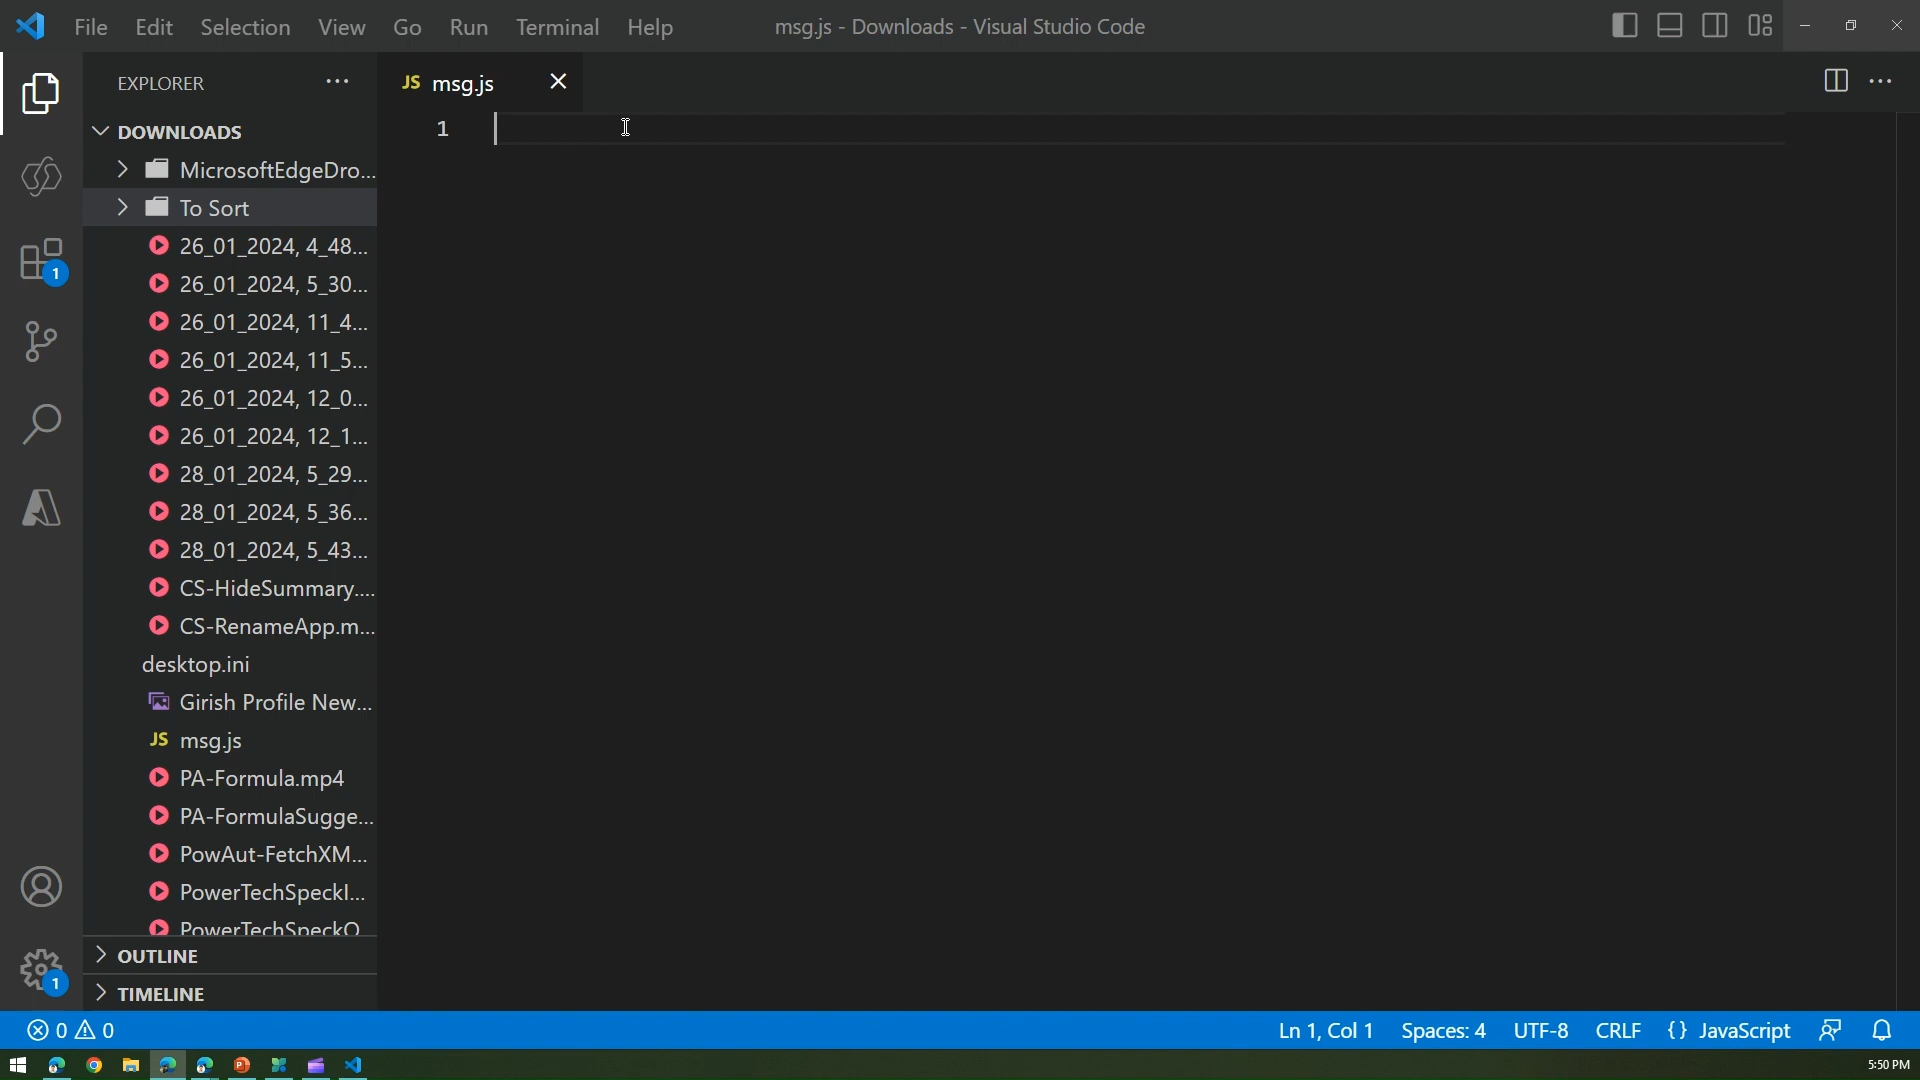 File Edit Selection View Go Run Terminal Help msg.js - Downloads - Visual Studio Code
EXPLORER
JS msg.js
DOWNLOADS
1
MicrosoftEdgeDro...
To Sort
26_01_2024, 4_48...
26_01_2024, 5_30...
26_01_2024, 11_4...
26_01_2024, 11_5...
26_01_2024, 12_0...
26_01_2024, 12_1...
28_01_2024, 5_29...
28_01_2024, 5_36...
28_01_2024, 5_43...
CS-HideSummary....
CS-RenameApp.m...
desktop.ini
Girish Profile New...
JS msg.js
PA-Formula.mp4
PA-FormulaSugge...
PowAut-FetchXM...
PowerTechSpeckI...
PowerTechSpeckO
OUTLINE
TIMELINE
1
1
0 0
Ln 1, Col 1 Spaces: 4 UTF-8 CRLF {} JavaScript
5:50 PM